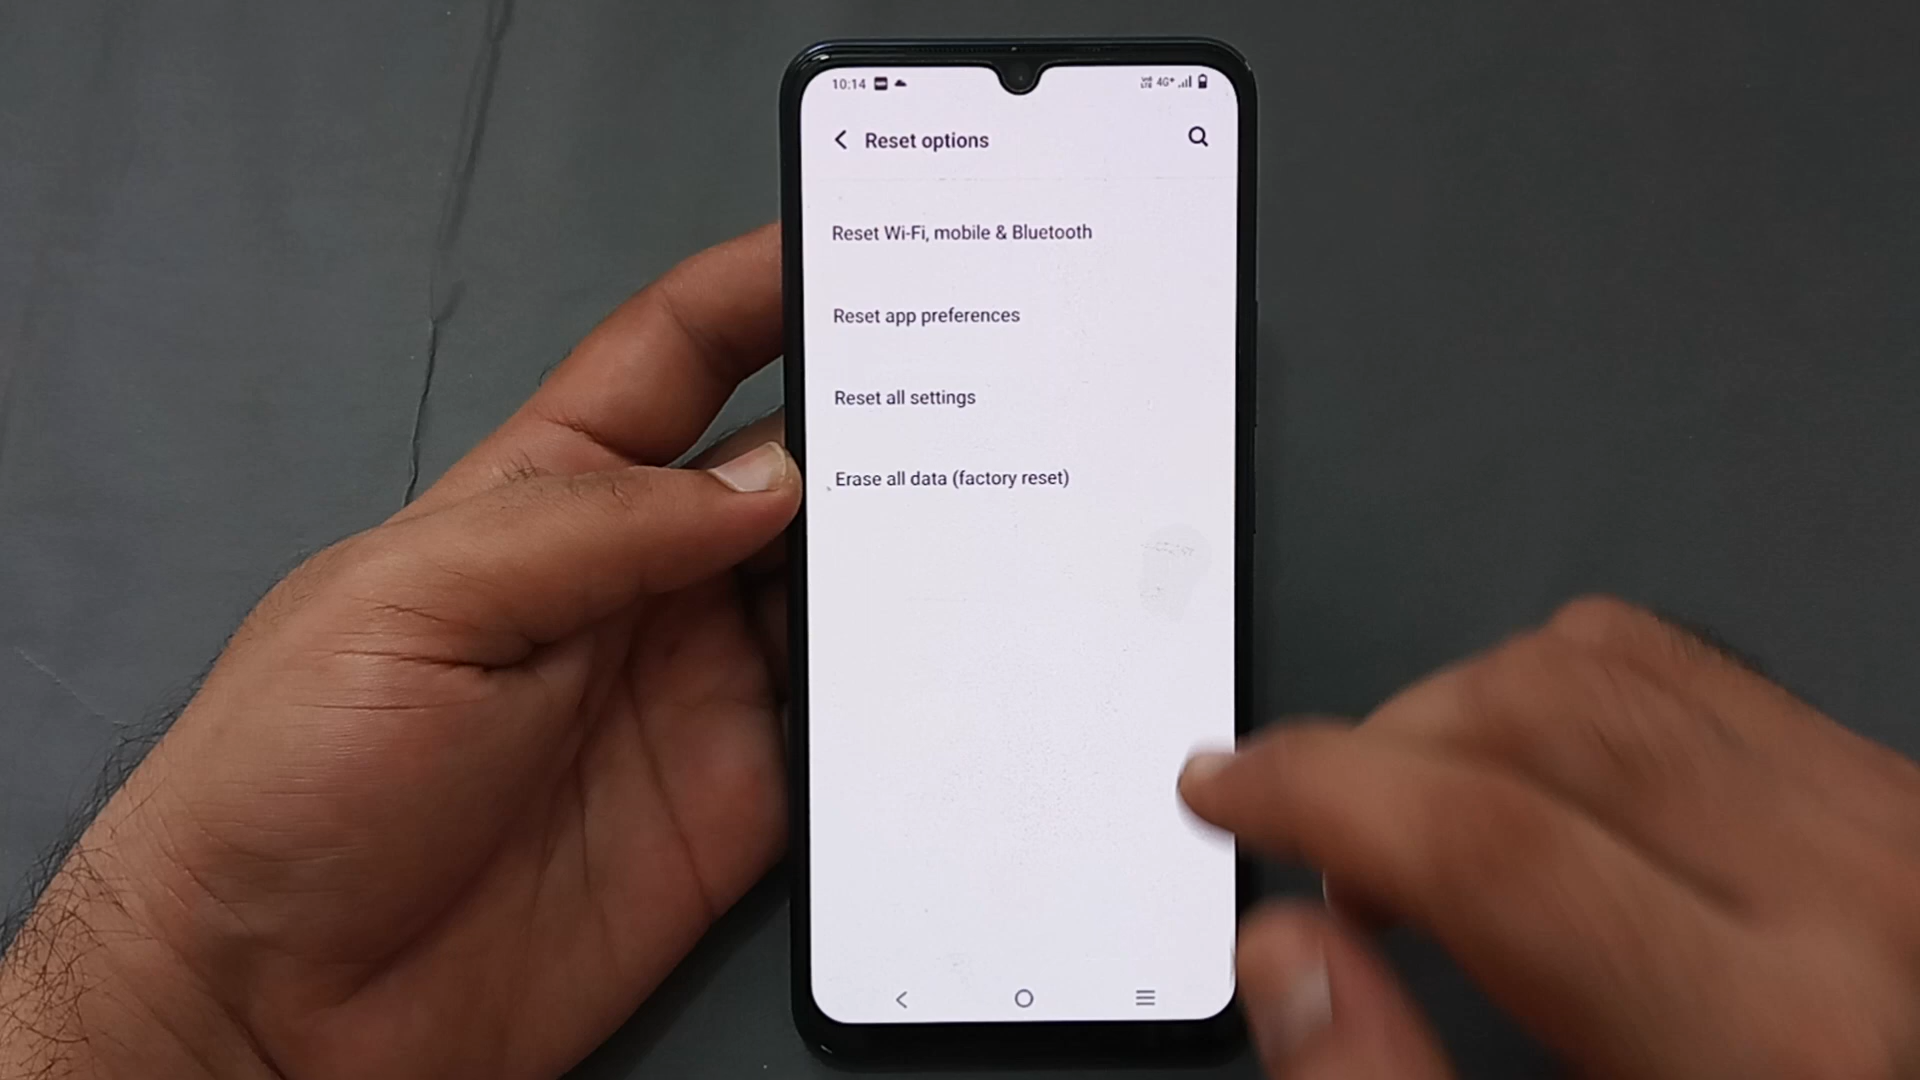 10:14 4G+
Reset options
Reset Wi-Fi, mobile & Bluetooth
Reset app preferences
Reset all settings
Erase all data (factory reset)